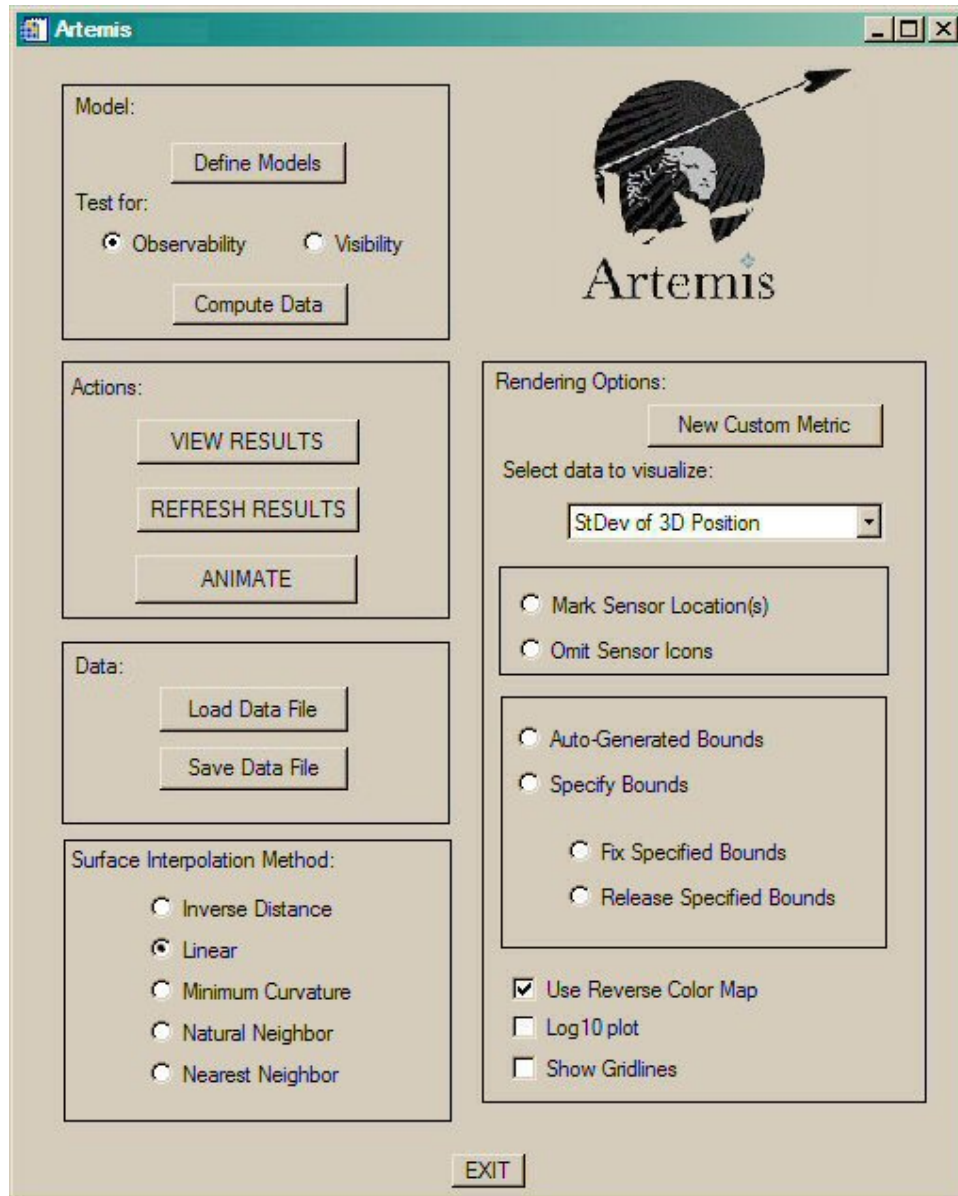 Artemis
Model:
Define Models
Test for:
Observability Visibility
Compute Data
Artemis
Actions:
VIEW RESULTS
REFRESH RESULTS
ANIMATE
Data:
Load Data File
Save Data File
Surface Interpolation Method:
Inverse Distance
Linear
Minimum Curvature
Natural Neighbor
Nearest Neighbor
Rendering Options:
New Custom Metric
Select data to visualize:
StDev of 3D Position
Mark Sensor Location(s)
Omit Sensor Icons
Auto-Generated Bounds
Specify Bounds
Fix Specified Bounds
Release Specified Bounds
Use Reverse Color Map
Log10 plot
Show Gridlines
EXIT